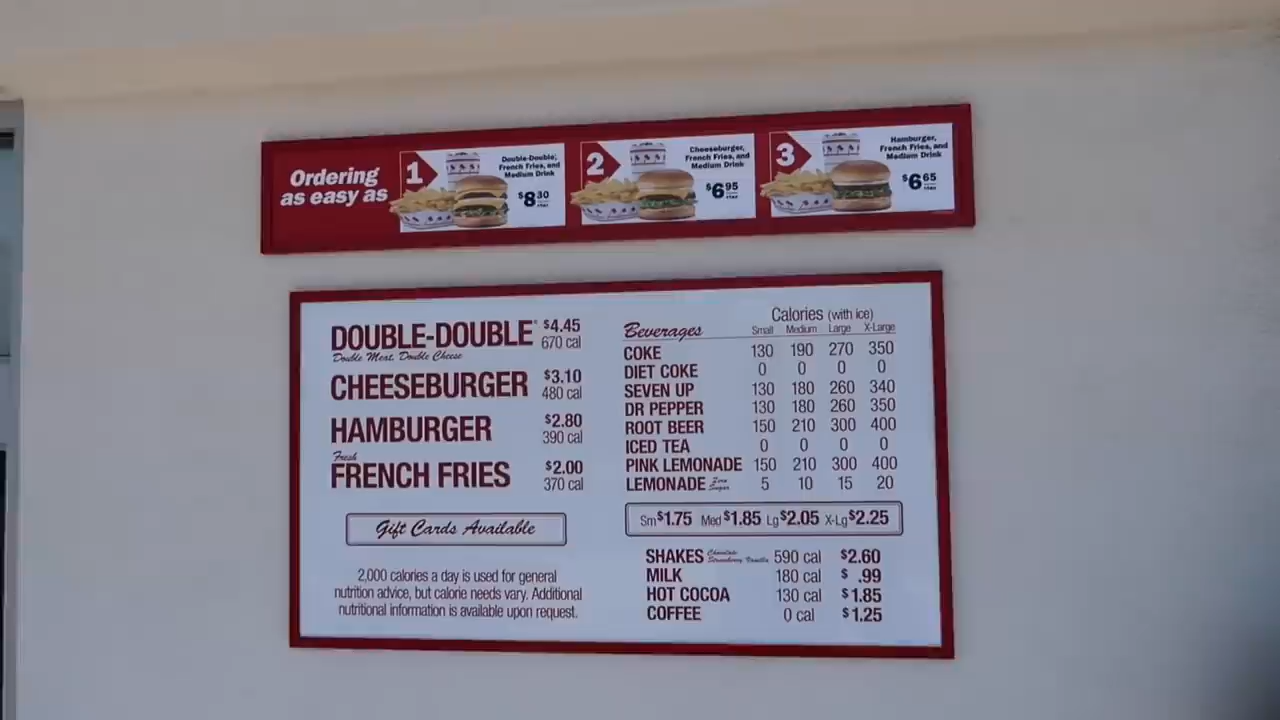 Ordering
as easy as
1
Double-Double,
French Fries, and
Medium Drink
$8 30
2
Cheeseburger,
French Fries, and
Medium Drink
$6 95
3
Hamburger,
French Fries, and
Medium Drink
$6 65
DOUBLE-DOUBLE® $4.45
Double Meat, Double Cheese 670 cal
CHEESEBURGER $3.10
480 cal
HAMBURGER $2.80
390 cal
Fresh
FRENCH FRIES $2.00
370 cal
Gift Cards Available
2,000 calories a day is used for general
nutrition advice, but calorie needs vary. Additional
nutritional information is available upon request.
Calories (with ice)
Beverages Small Medium Large X-Large
COKE 130 190 270 350
DIET COKE 0 0 0 0
SEVEN UP 130 180 260 340
DR PEPPER 130 180 260 350
ROOT BEER 150 210 300 400
ICED TEA 0 0 0 0
PINK LEMONADE 150 210 300 400
LEMONADE Zero Sugar 5 10 15 20
Sm $1.75 Med $1.85 Lg $2.05 X-Lg $2.25
SHAKES Chocolate Strawberry Vanilla 590 cal $2.60
MILK 180 cal $ .99
HOT COCOA 130 cal $1.85
COFFEE 0 cal $1.25